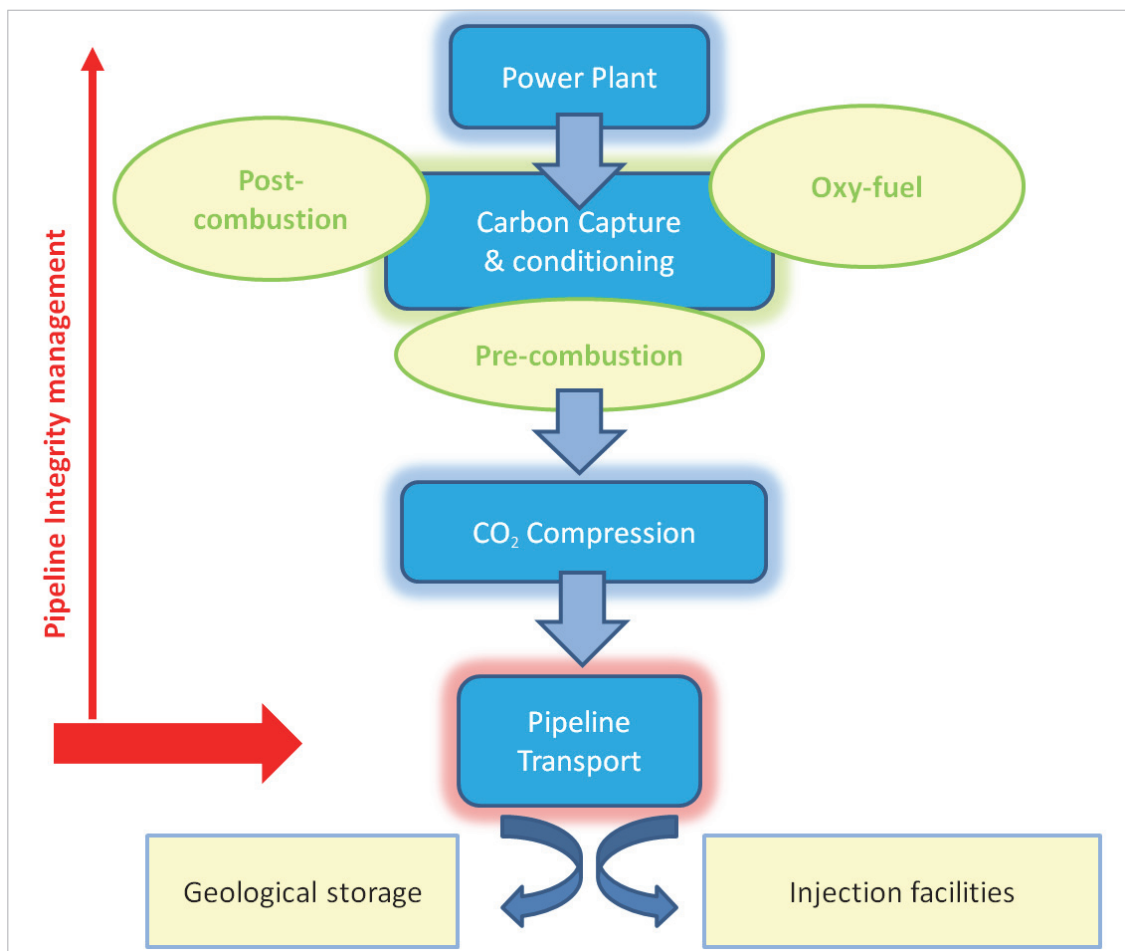 Power Plant
Post-
combustion
Oxy-fuel
Carbon Capture
& conditioning
Pre-combustion
Pipeline Integrity management
CO₂ Compression
Pipeline
Transport
Geological storage
Injection facilities